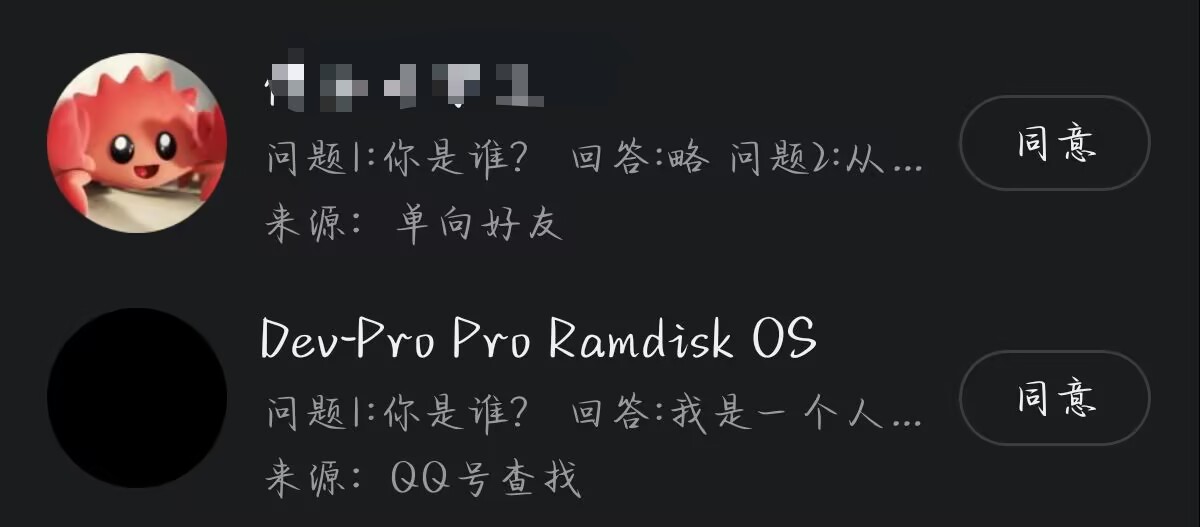 问题1:你是谁? 回答:略 问题2:从...
同意
来源: 单向好友
Dev-Pro Pro Ramdisk OS
问题1:你是谁? 回答:我是一个人...
同意
来源: QQ号查找